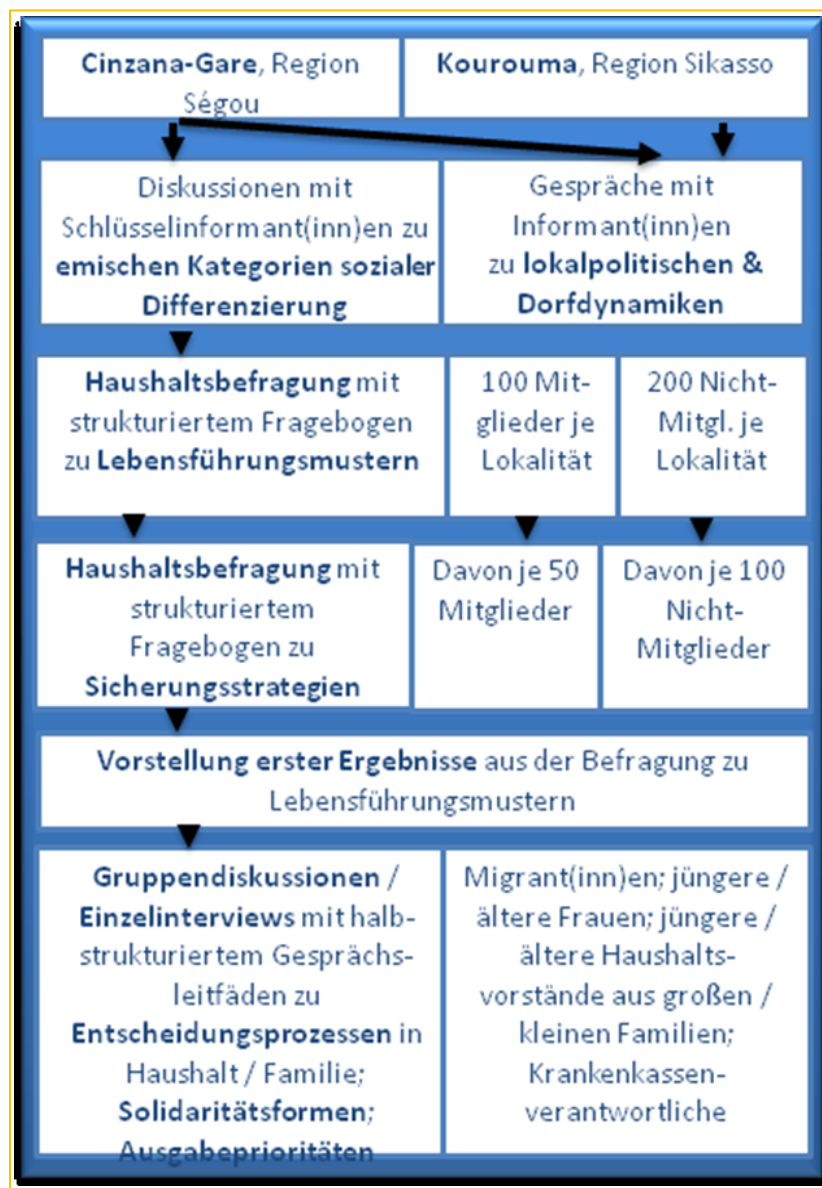 Cinzana-Gare, Region
Ségou
Kourouma, Region Sikasso
Diskussionen mit
Schlüsselinformant(inn)en zu
emischen Kategorien sozialer
Differenzierung
Gespräche mit
Informant(inn)en
zu lokalpolitischen &
Dorfdynamiken
Haushaltsbefragung mit
strukturiertem Fragebogen
zu Lebensführungsmustern
100 Mit-
glieder je
Lokalität
200 Nicht-
Mitgl. je
Lokalität
Haushaltsbefragung mit
strukturiertem
Fragebogen zu
Sicherungsstrategien
Davon je 50
Mitglieder
Davon je 100
Nicht-
Mitglieder
Vorstellung erster Ergebnisse aus der Befragung zu
Lebensführungsmustern
Gruppendiskussionen /
Einzelinterviews mit halb-
strukturiertem Gesprächs-
leitfäden zu
Entscheidungsprozessen in
Haushalt / Familie;
Solidaritätsformen;
Ausgabeprioritäten
Migrant(inn)en; jüngere /
ältere Frauen; jüngere /
ältere Haushalts-
vorstände aus großen /
kleinen Familien;
Krankenkassen-
verantwortliche